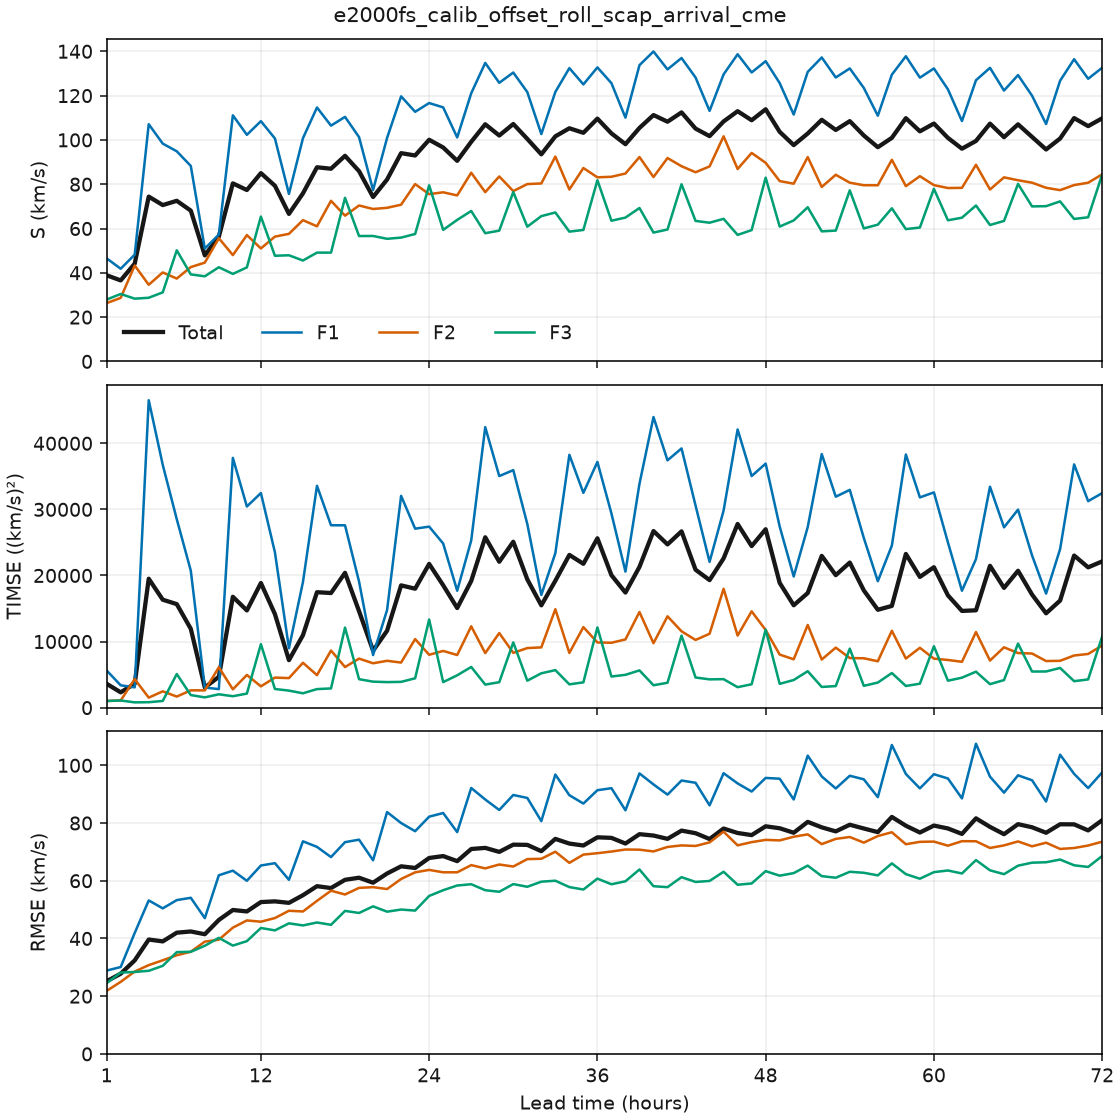 e2000fs_calib_offset_roll_scap_arrival_cme
S (km/s)
140
120
100
80
60
40
20
0
Total F1 F2 F3
TIMSE ((km/s)²)
40000
30000
20000
10000
0
RMSE (km/s)
100
80
60
40
20
0
1 12 24 36 48 60 72
Lead time (hours)